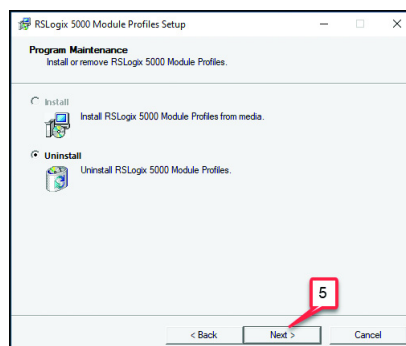 RSLogix 5000 Module Profiles Setup
Program Maintenance
Install or remove RSLogix 5000 Module Profiles.
Install
Install RSLogix 5000 Module Profiles from media.
Uninstall
Uninstall RSLogix 5000 Module Profiles.
5
< Back Next > Cancel